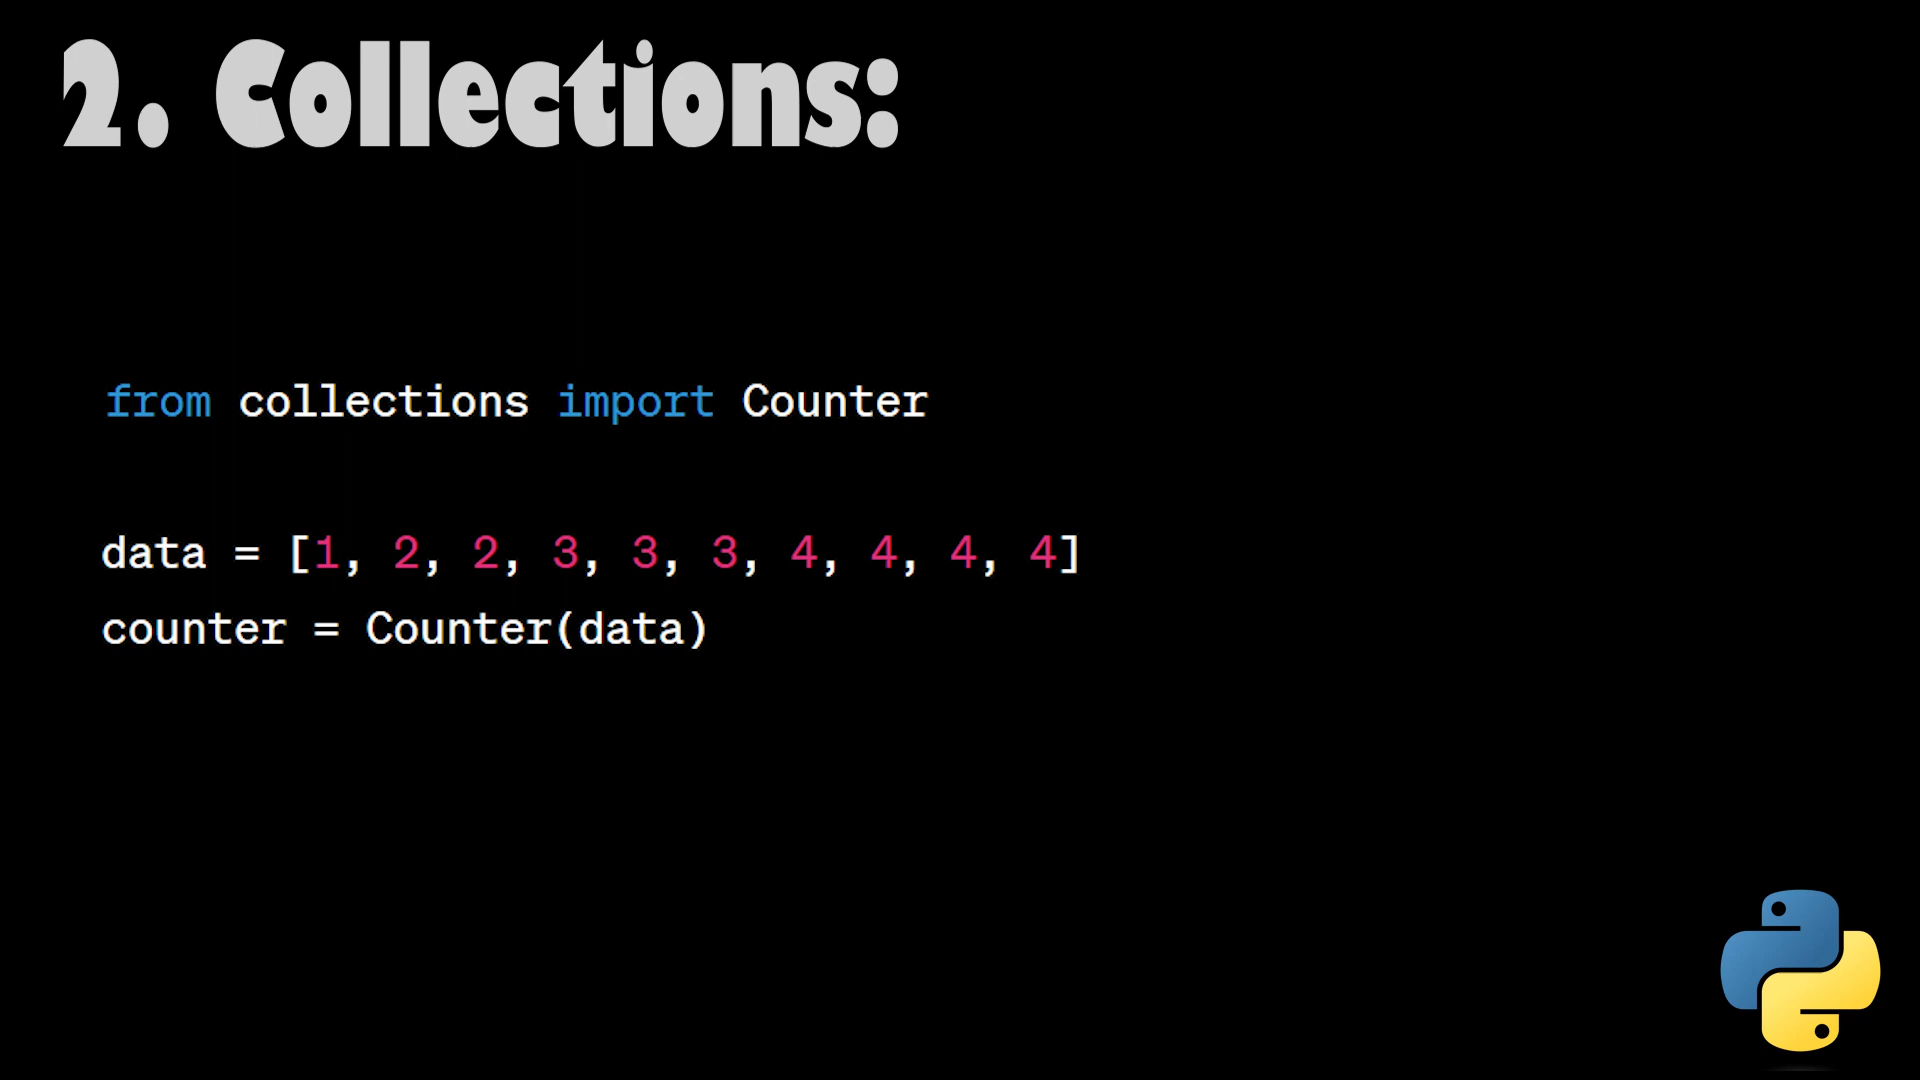 2. Collections:
from collections import Counter
data = [1, 2, 2, 3, 3, 3, 4, 4, 4, 4]
counter = Counter(data)